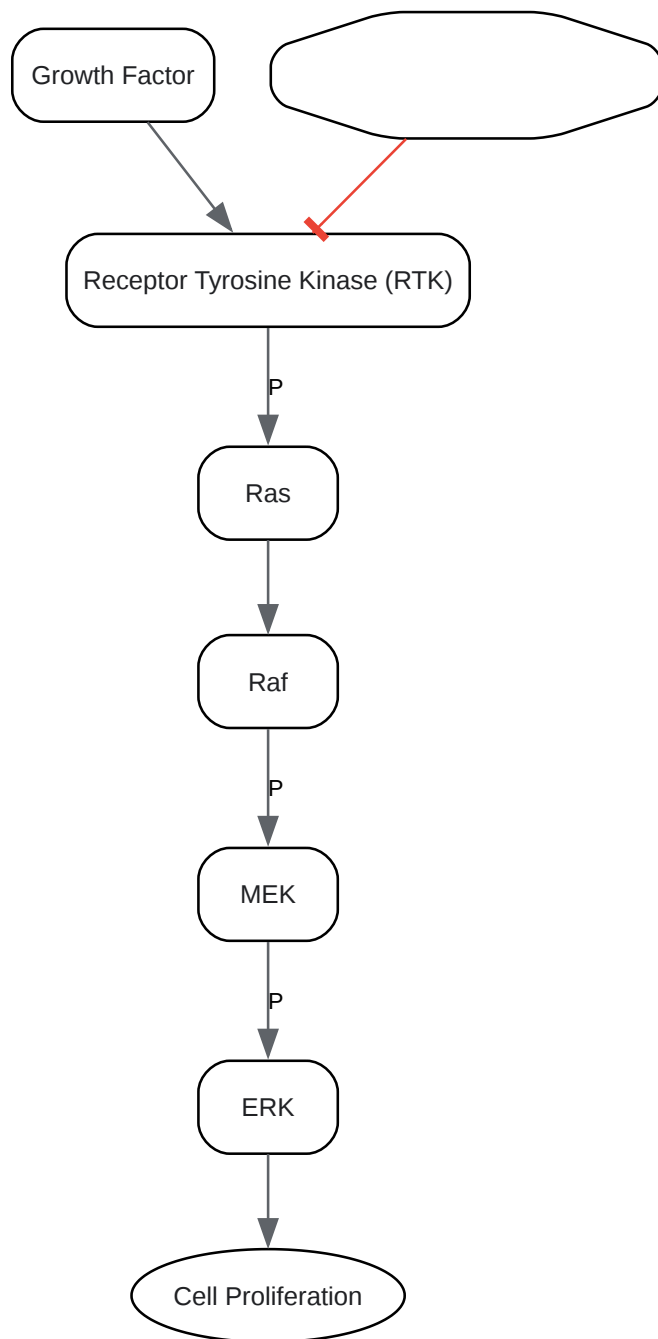 Growth Factor
Receptor Tyrosine Kinase (RTK)
P
Ras
Raf
P
MEK
P
ERK
Cell Proliferation